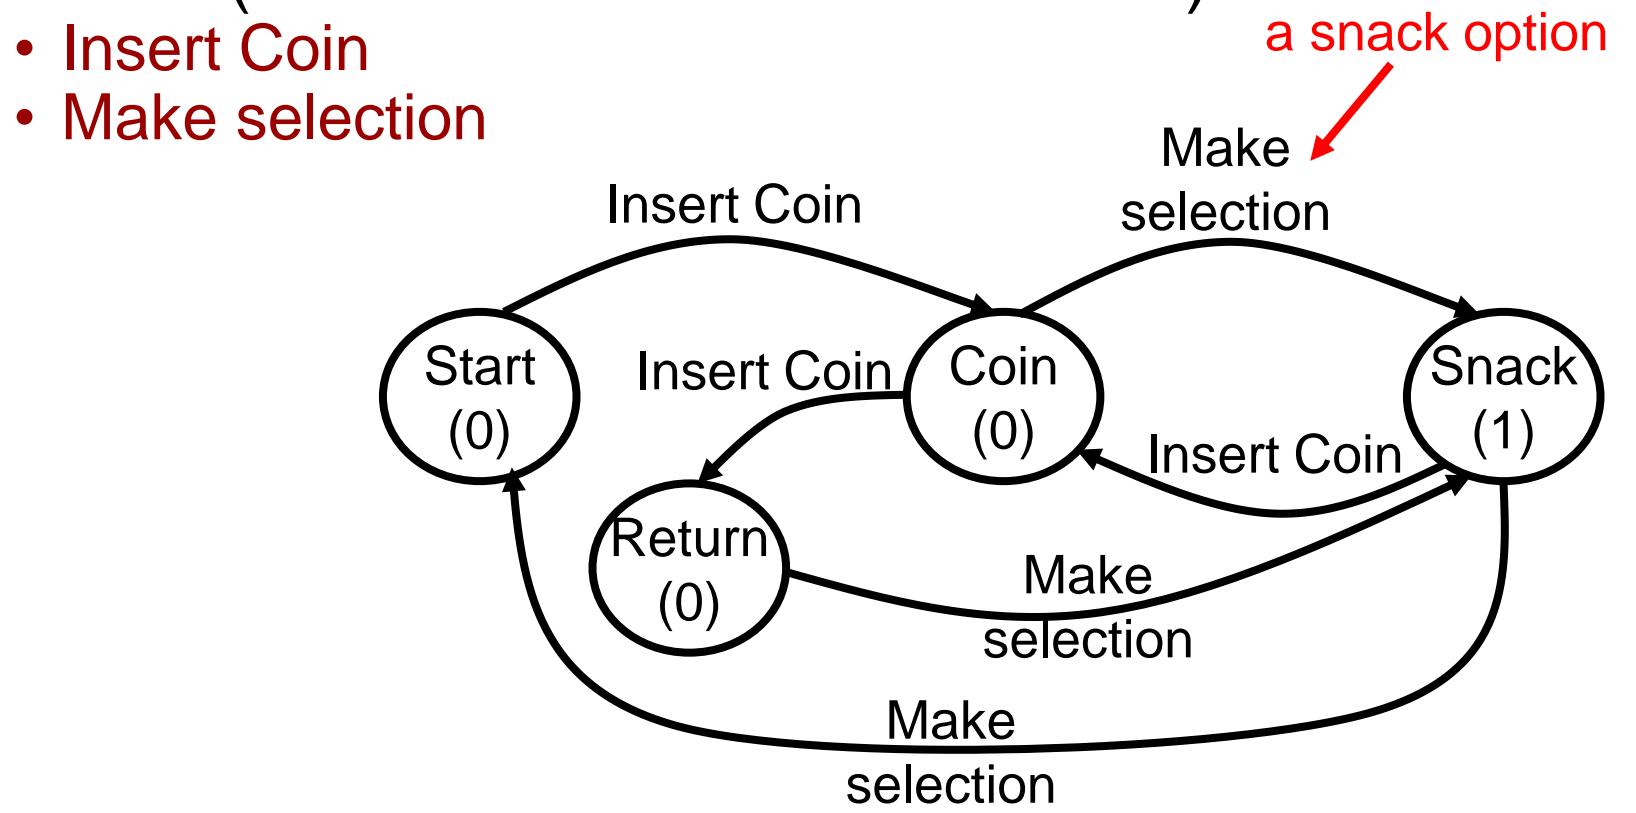 (
)
• Insert Coin
• Make selection
a snack option
Make
selection
Insert Coin
Start
(0)
Insert Coin
Coin
(0)
Snack
(1)
Insert Coin
Return
(0)
Make
selection
Make
selection